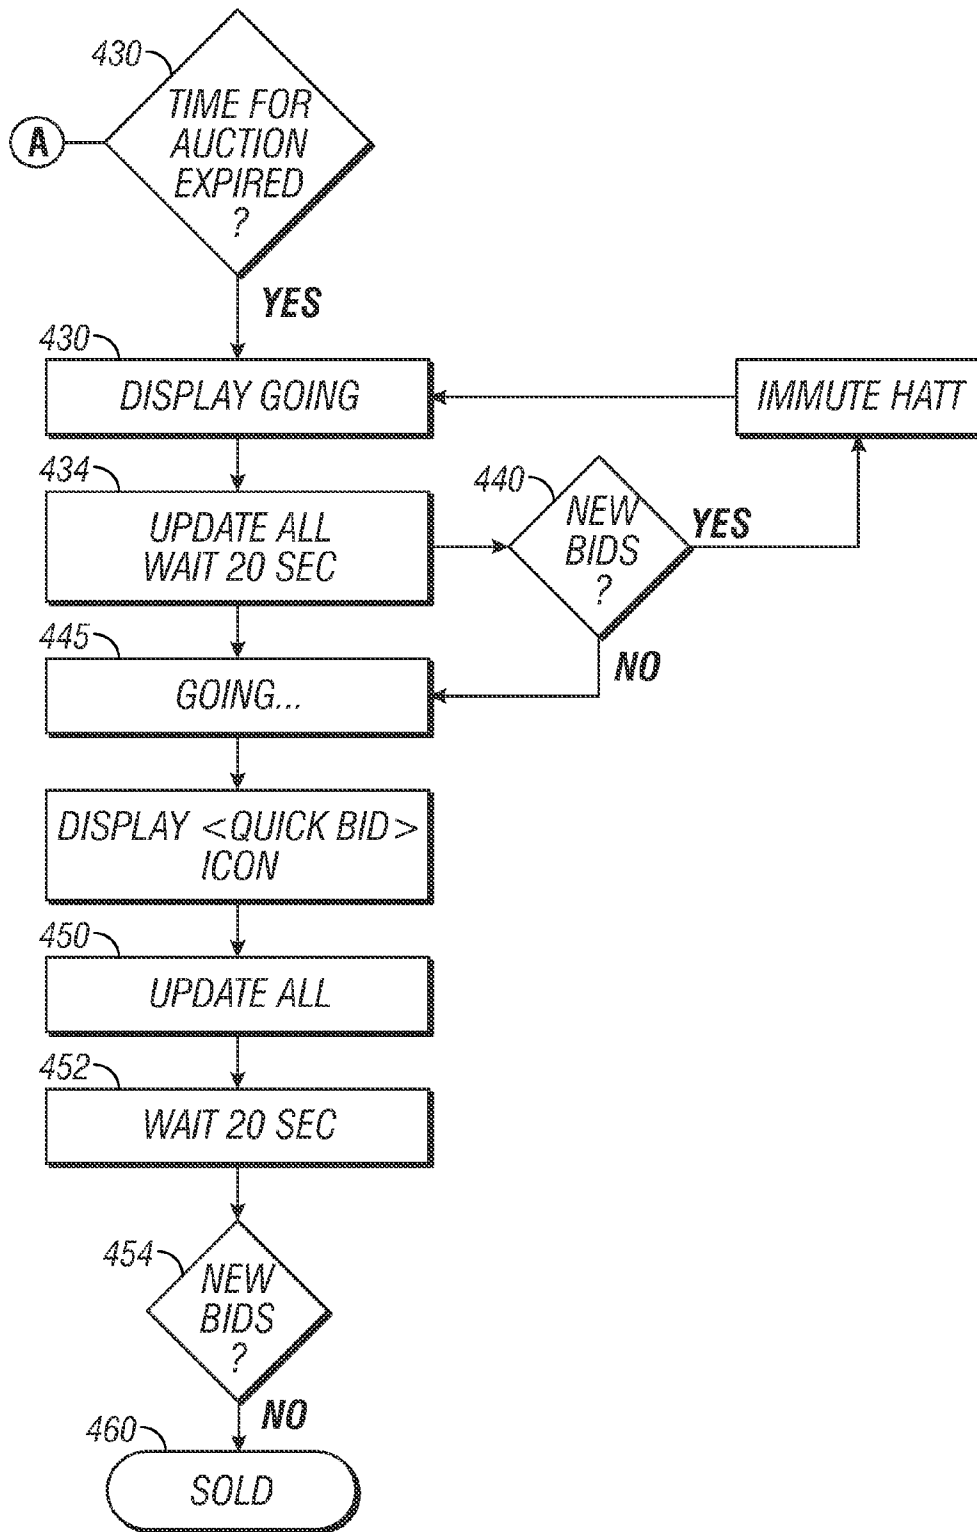 430
TIME FOR
AUCTION
EXPIRED
?
A
YES
430
DISPLAY GOING
IMMUTE HATT
434
UPDATE ALL
WAIT 20 SEC
440
NEW
BIDS
?
YES
NO
445
GOING...
DISPLAY <QUICK BID>
ICON
450
UPDATE ALL
452
WAIT 20 SEC
454
NEW
BIDS
?
NO
460
SOLD